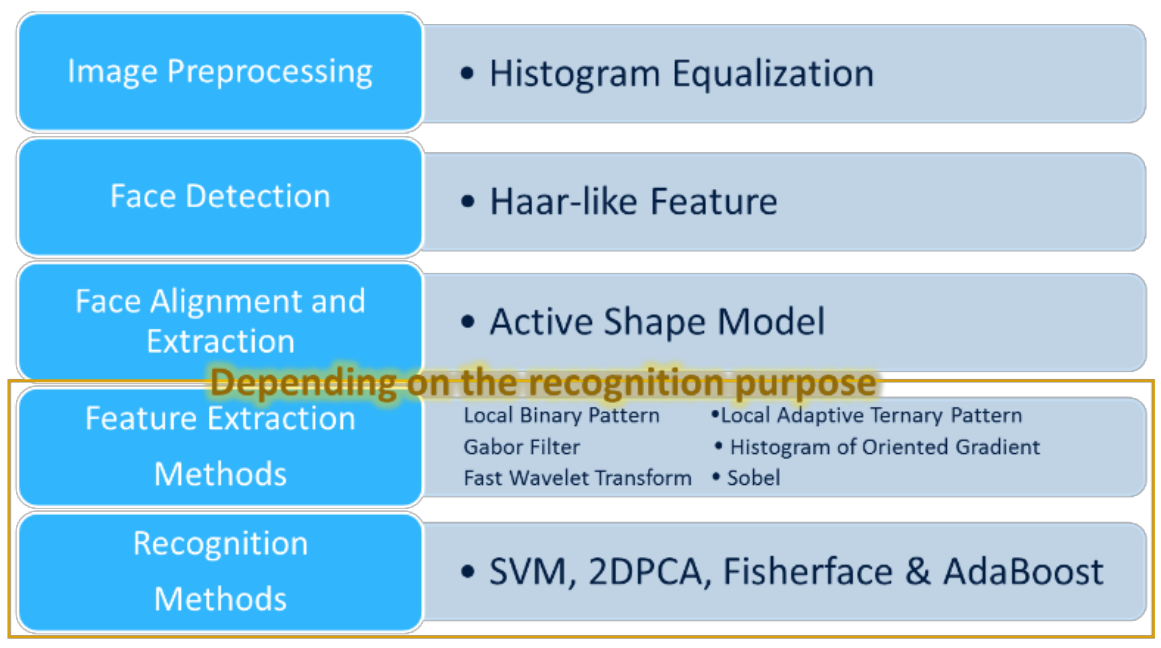 Image Preprocessing
• Histogram Equalization
Face Detection
• Haar-like Feature
Face Alignment and
Extraction
• Active Shape Model
Depending on the recognition purpose
Feature Extraction
Methods
Local Binary Pattern •Local Adaptive Ternary Pattern
Gabor Filter • Histogram of Oriented Gradient
Fast Wavelet Transform • Sobel
Recognition
Methods
• SVM, 2DPCA, Fisherface & AdaBoost